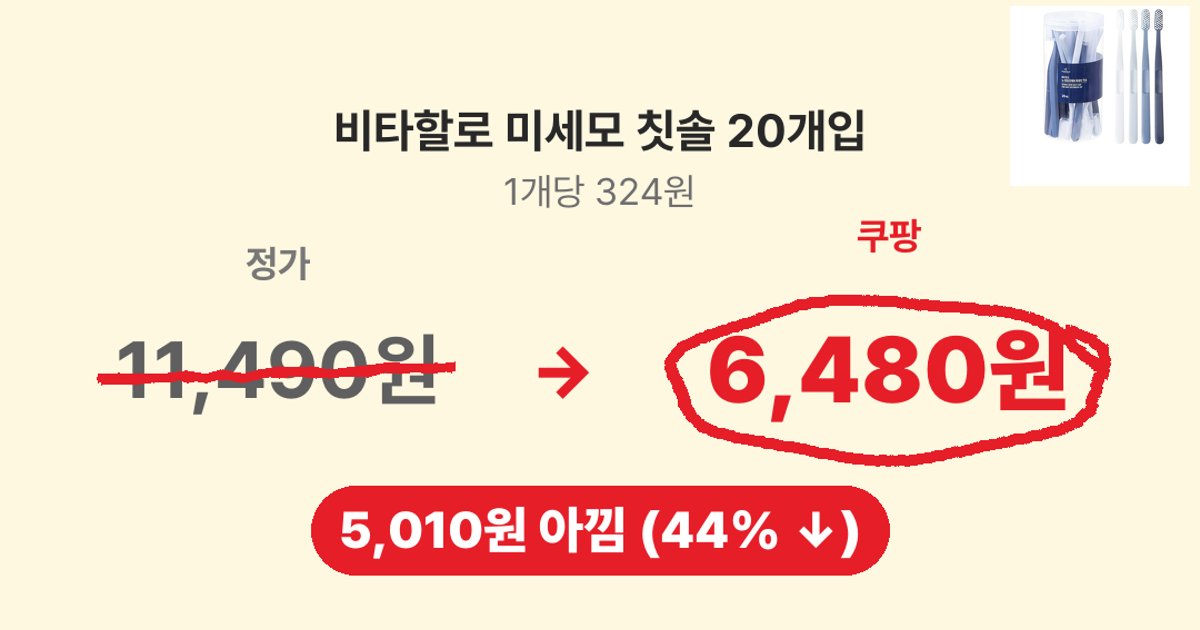 비타할로 미세모 칫솔 20개입
1개당 324원
정가
쿠팡
11,490원
→
6,480원
5,010원 아낌 (44% ↓)